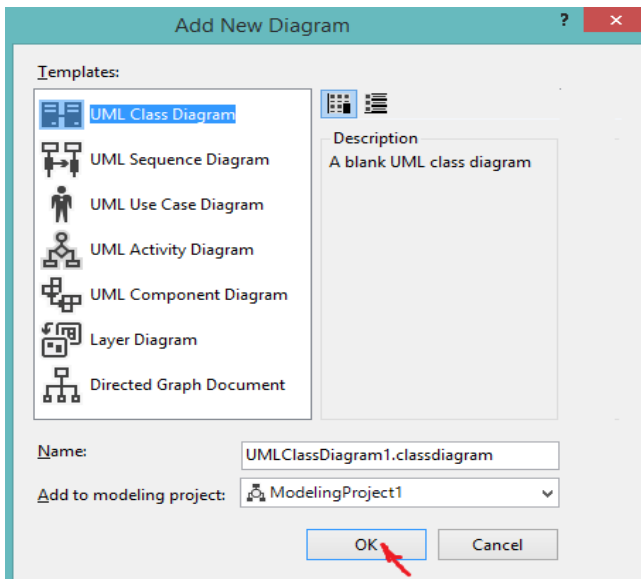 Add New Diagram
?
Templates:
UML Class Diagram
UML Sequence Diagram
UML Use Case Diagram
UML Activity Diagram
UML Component Diagram
Layer Diagram
Directed Graph Document
Description
A blank UML class diagram
Name:
UMLClassDiagram1.classdiagram
Add to modeling project:
ModelingProject1
OK
Cancel